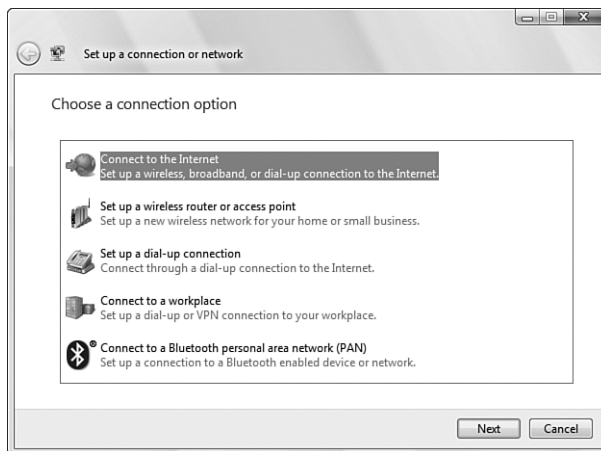 Set up a connection or network
Choose a connection option
Connect to the Internet
Set up a wireless, broadband, or dial-up connection to the Internet.
Set up a wireless router or access point
Set up a new wireless network for your home or small business.
Set up a dial-up connection
Connect through a dial-up connection to the Internet.
Connect to a workplace
Set up a dial-up or VPN connection to your workplace.
Connect to a Bluetooth personal area network (PAN)
Set up a connection to a Bluetooth enabled device or network.
Next
Cancel